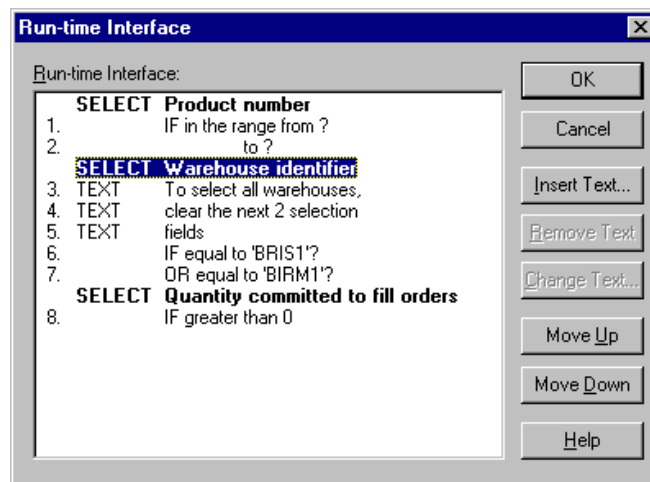 Run-time Interface
Run-time Interface:
SELECT Product number
1. IF in the range from ?
2. to ?
SELECT Warehouse identifier
3. TEXT To select all warehouses,
4. TEXT clear the next 2 selection
5. TEXT fields
6. IF equal to 'BRIS1'?
7. OR equal to 'BIRM1'?
SELECT Quantity committed to fill orders
8. IF greater than 0
OK
Cancel
Insert Text...
Remove Text
Change Text...
Move Up
Move Down
Help